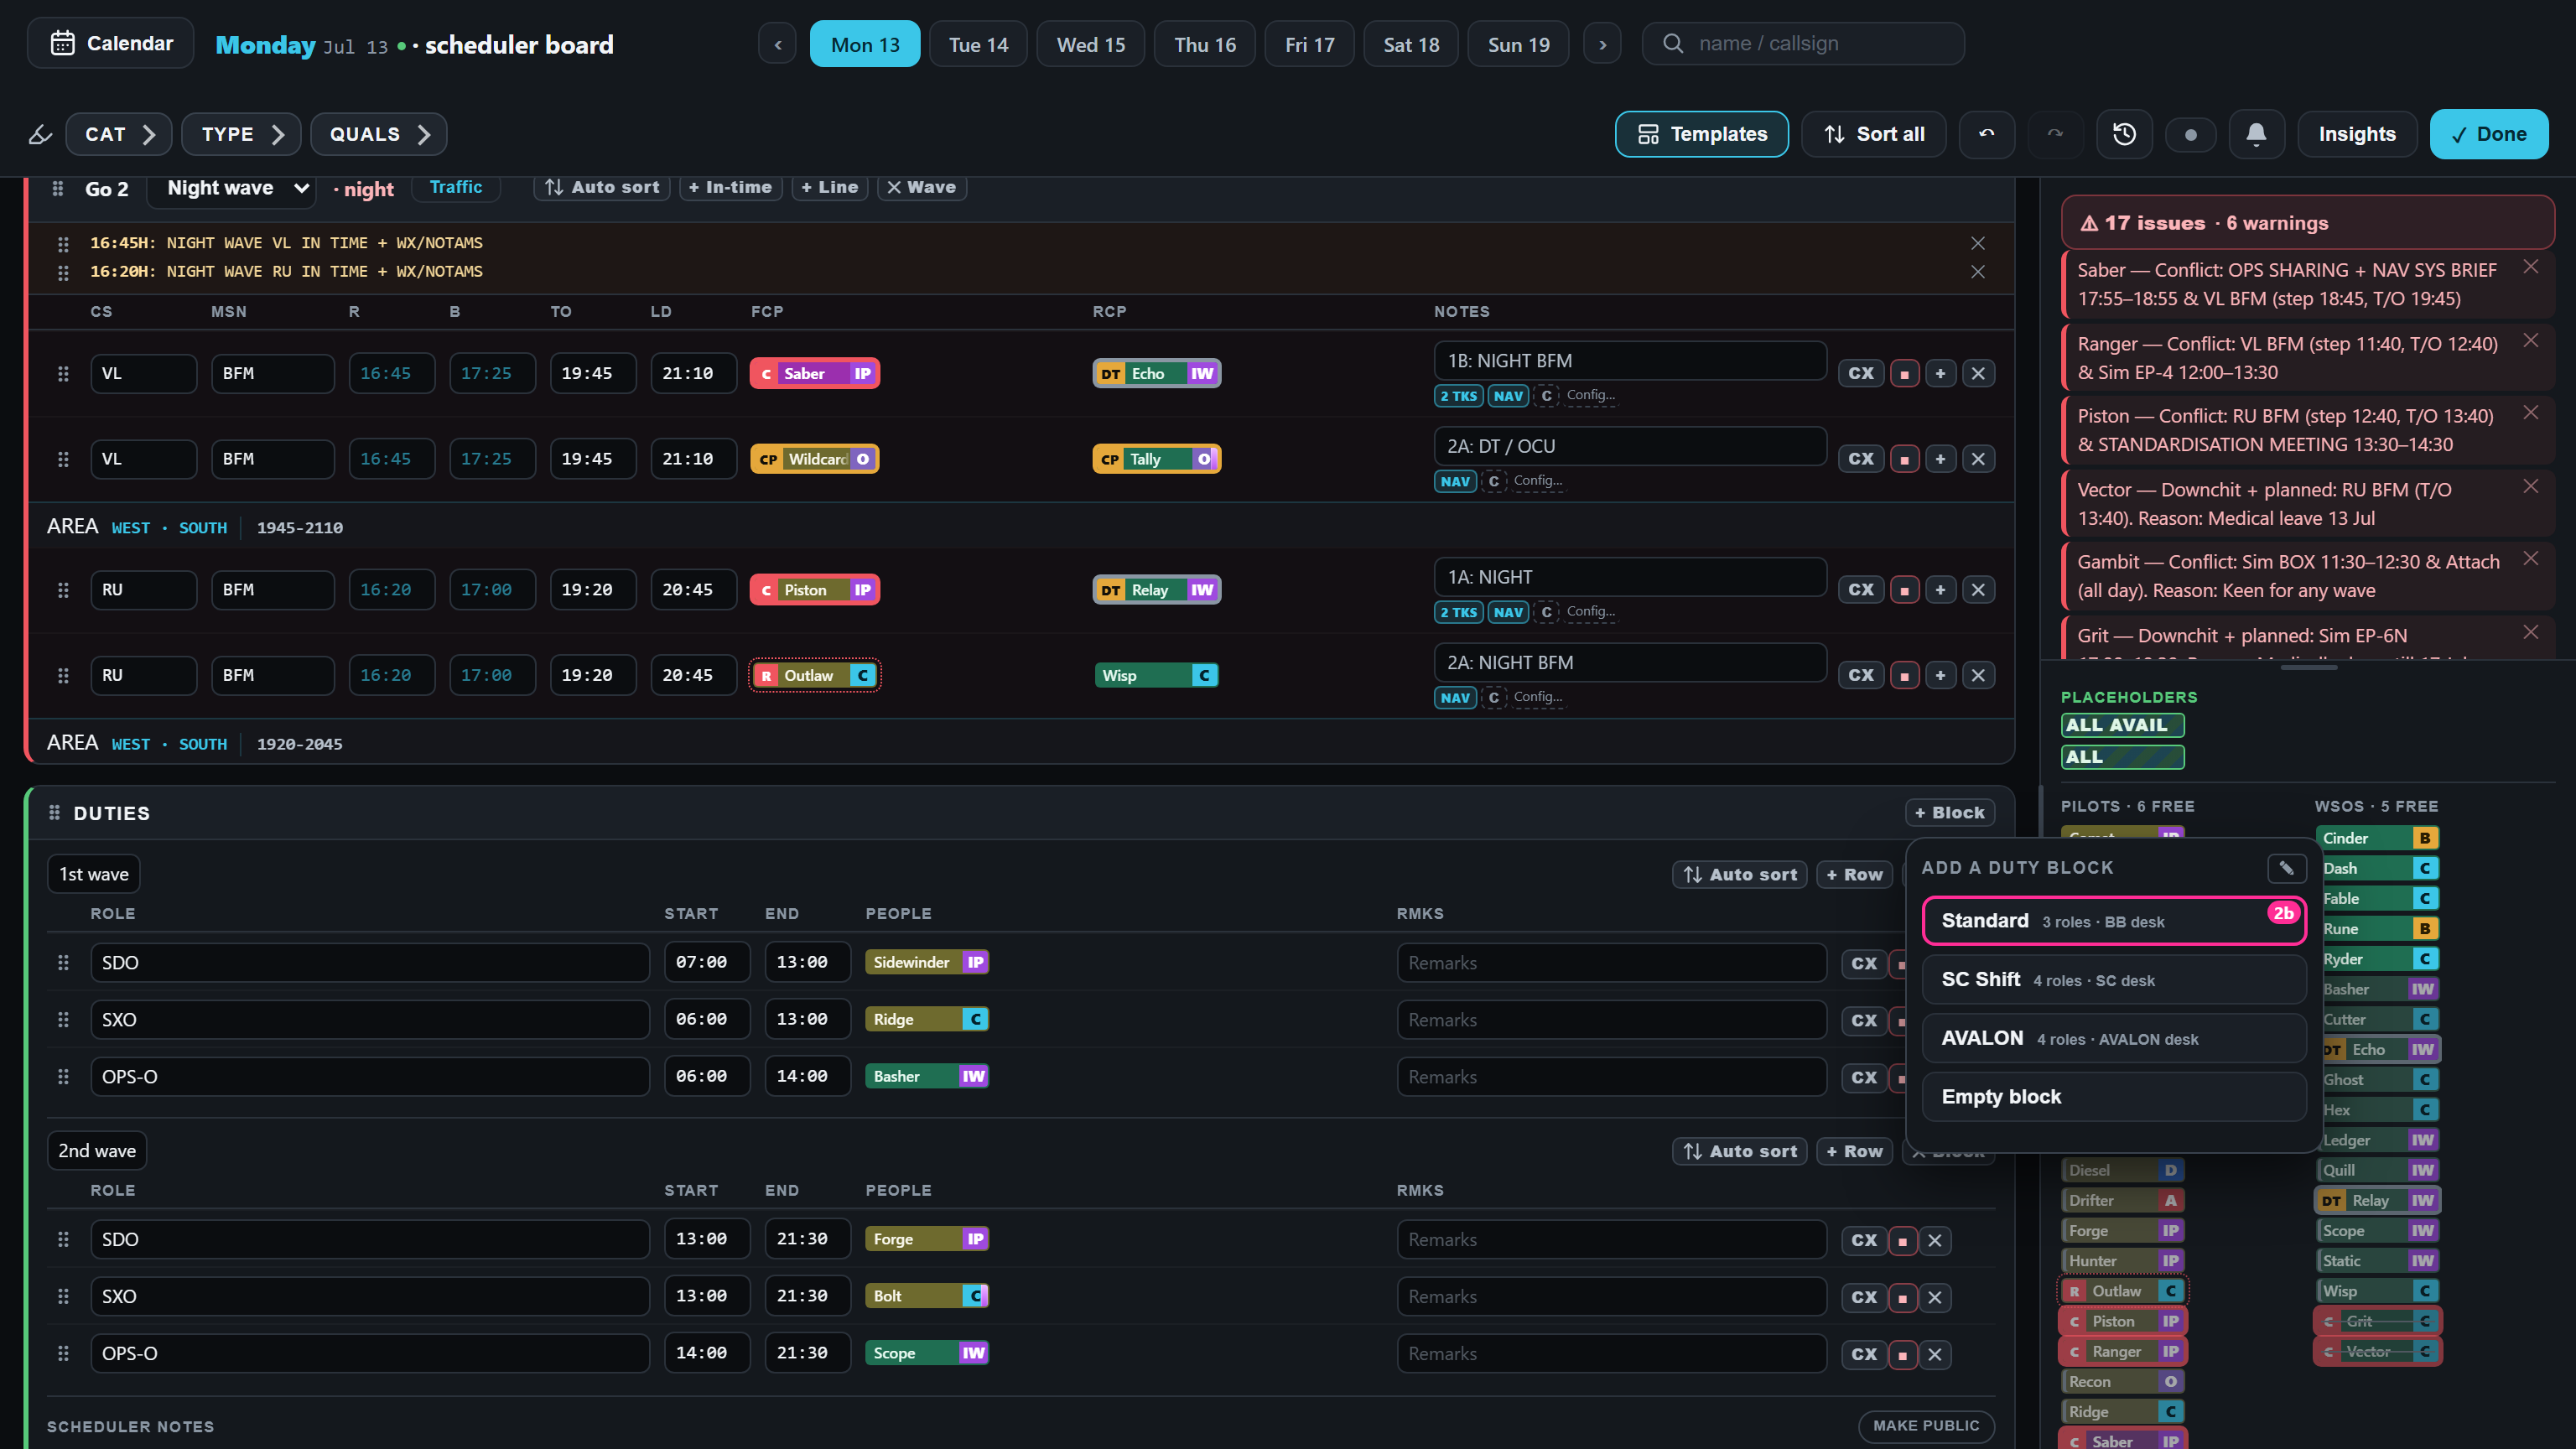 Calendar
Monday Jul 13 · scheduler board
Mon 13
Tue 14
Wed 15
Thu 16
Fri 17
Sat 18
Sun 19
name / callsign
CAT
TYPE
QUALS
Templates
Sort all
Insights
✓ Done
Go 2
Night wave
· night
Traffic
Auto sort
+ In-time
+ Line
✕ Wave
16:45H: NIGHT WAVE VL IN TIME + WX/NOTAMS
16:20H: NIGHT WAVE RU IN TIME + WX/NOTAMS
CS MSN R B TO LD FCP RCP NOTES
VL BFM 16:45 17:25 19:45 21:10 C Saber IP DT Echo IW 1B: NIGHT BFM CX
2 TKS NAV C Config...
VL BFM 16:45 17:25 19:45 21:10 CP Wildcard O CP Tally O 2A: DT / OCU CX
NAV C Config...
AREA WEST · SOUTH 1945-2110
RU BFM 16:20 17:00 19:20 20:45 C Piston IP DT Relay IW 1A: NIGHT CX
2 TKS NAV C Config...
RU BFM 16:20 17:00 19:20 20:45 R Outlaw C Wisp C 2A: NIGHT BFM CX
NAV C Config...
AREA WEST · SOUTH 1920-2045
DUTIES
+ Block
1st wave
Auto sort
+ Row
ROLE START END PEOPLE RMKS
SDO 07:00 13:00 Sidewinder IP Remarks CX
SXO 06:00 13:00 Ridge C Remarks CX
OPS-O 06:00 14:00 Basher IW Remarks CX
2nd wave
Auto sort
+ Row
ROLE START END PEOPLE RMKS
SDO 13:00 21:30 Forge IP Remarks CX
SXO 13:00 21:30 Bolt C Remarks CX
OPS-O 14:00 21:30 Scope IW Remarks CX
SCHEDULER NOTES
MAKE PUBLIC
ADD A DUTY BLOCK
Standard 3 roles · BB desk
2b
SC Shift 4 roles · SC desk
AVALON 4 roles · AVALON desk
Empty block
⚠ 17 issues · 6 warnings
Saber — Conflict: OPS SHARING + NAV SYS BRIEF
17:55–18:55 & VL BFM (step 18:45, T/O 19:45)
Ranger — Conflict: VL BFM (step 11:40, T/O 12:40)
& Sim EP-4 12:00–13:30
Piston — Conflict: RU BFM (step 12:40, T/O 13:40)
& STANDARDISATION MEETING 13:30–14:30
Vector — Downchit + planned: RU BFM (T/O
13:40). Reason: Medical leave 13 Jul
Gambit — Conflict: Sim BOX 11:30–12:30 & Attach
(all day). Reason: Keen for any wave
Grit — Downchit + planned: Sim EP-6N
PLACEHOLDERS
ALL AVAIL
ALL
PILOTS · 6 FREE
Diesel D
Drifter A
Forge IP
Hunter IP
R Outlaw C
C Piston IP
C Ranger IP
Recon O
Ridge C
C Saber IP
WSOS · 5 FREE
Cinder B
Dash C
Fable C
Rune B
Ryder C
Basher IW
Cutter C
DT Echo IW
Ghost C
Hex C
Ledger IW
Quill IW
DT Relay IW
Scope IW
Static IW
Wisp C
C Grit C
C Vector C